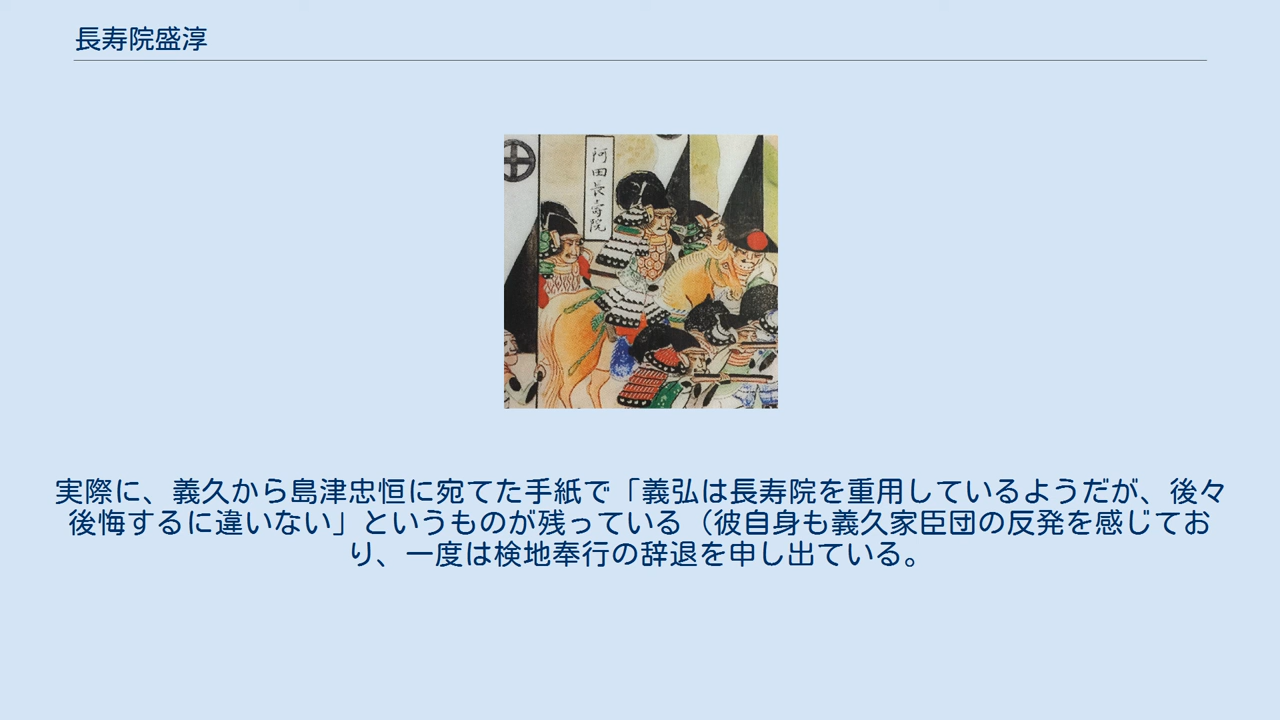 長寿院盛淳
阿田長寿院
実際に、義久から島津忠恒に宛てた手紙で「義弘は長寿院を重用しているようだが、後々
後悔するに違いない」というものが残っている（彼自身も義久家臣団の反発を感じてお
り、一度は検地奉行の辞退を申し出ている。